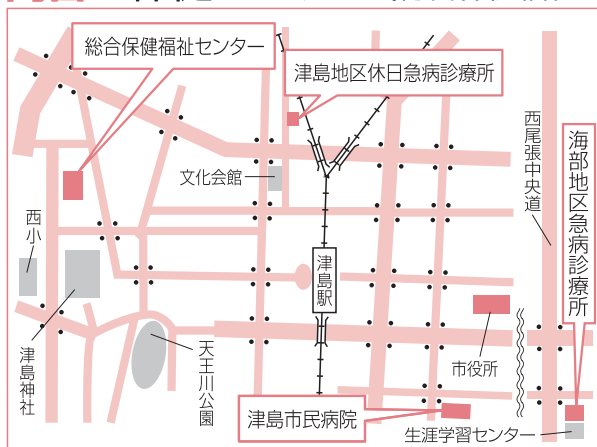 総合保健福祉センター
津島地区休日急病診療所
西尾張中央道
海部地区急病診療所
文化会館
西小
津島駅
市役所
津島神社
天王川公園
津島市民病院
生涯学習センター